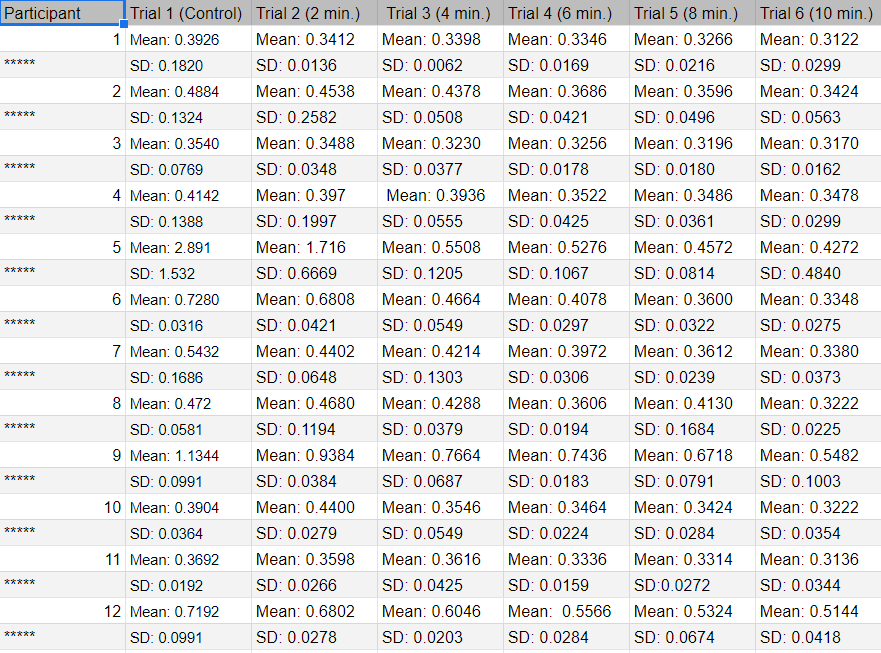 Participant Trial 1 (Control) Trial 2 (2 min.) Trial 3 (4 min.) Trial 4 (6 min.) Trial 5 (8 min.) Trial 6 (10 min.)
1 Mean: 0.3926 Mean: 0.3412 Mean: 0.3398 Mean: 0.3346 Mean: 0.3266 Mean: 0.3122
***** SD: 0.1820 SD: 0.0136 SD: 0.0062 SD: 0.0169 SD: 0.0216 SD: 0.0299
2 Mean: 0.4884 Mean: 0.4538 Mean: 0.4378 Mean: 0.3686 Mean: 0.3596 Mean: 0.3424
***** SD: 0.1324 SD: 0.2582 SD: 0.0508 SD: 0.0421 SD: 0.0496 SD: 0.0563
3 Mean: 0.3540 Mean: 0.3488 Mean: 0.3230 Mean: 0.3256 Mean: 0.3196 Mean: 0.3170
***** SD: 0.0769 SD: 0.0348 SD: 0.0377 SD: 0.0178 SD: 0.0180 SD: 0.0162
4 Mean: 0.4142 Mean: 0.397 Mean: 0.3936 Mean: 0.3522 Mean: 0.3486 Mean: 0.3478
***** SD: 0.1388 SD: 0.1997 SD: 0.0555 SD: 0.0425 SD: 0.0361 SD: 0.0299
5 Mean: 2.891 Mean: 1.716 Mean: 0.5508 Mean: 0.5276 Mean: 0.4572 Mean: 0.4272
***** SD: 1.532 SD: 0.6669 SD: 0.1205 SD: 0.1067 SD: 0.0814 SD: 0.4840
6 Mean: 0.7280 Mean: 0.6808 Mean: 0.4664 Mean: 0.4078 Mean: 0.3600 Mean: 0.3348
***** SD: 0.0316 SD: 0.0421 SD: 0.0549 SD: 0.0297 SD: 0.0322 SD: 0.0275
7 Mean: 0.5432 Mean: 0.4402 Mean: 0.4214 Mean: 0.3972 Mean: 0.3612 Mean: 0.3380
***** SD: 0.1686 SD: 0.0648 SD: 0.1303 SD: 0.0306 SD: 0.0239 SD: 0.0373
8 Mean: 0.472 Mean: 0.4680 Mean: 0.4288 Mean: 0.3606 Mean: 0.4130 Mean: 0.3222
***** SD: 0.0581 SD: 0.1194 SD: 0.0379 SD: 0.0194 SD: 0.1684 SD: 0.0225
9 Mean: 1.1344 Mean: 0.9384 Mean: 0.7664 Mean: 0.7436 Mean: 0.6718 Mean: 0.5482
***** SD: 0.0991 SD: 0.0384 SD: 0.0687 SD: 0.0183 SD: 0.0791 SD: 0.1003
10 Mean: 0.3904 Mean: 0.4400 Mean: 0.3546 Mean: 0.3464 Mean: 0.3424 Mean: 0.3222
***** SD: 0.0364 SD: 0.0279 SD: 0.0549 SD: 0.0224 SD: 0.0284 SD: 0.0354
11 Mean: 0.3692 Mean: 0.3598 Mean: 0.3616 Mean: 0.3336 Mean: 0.3314 Mean: 0.3136
***** SD: 0.0192 SD: 0.0266 SD: 0.0425 SD: 0.0159 SD:0.0272 SD: 0.0344
12 Mean: 0.7192 Mean: 0.6802 Mean: 0.6046 Mean: 0.5566 Mean: 0.5324 Mean: 0.5144
***** SD: 0.0991 SD: 0.0278 SD: 0.0203 SD: 0.0284 SD: 0.0674 SD: 0.0418